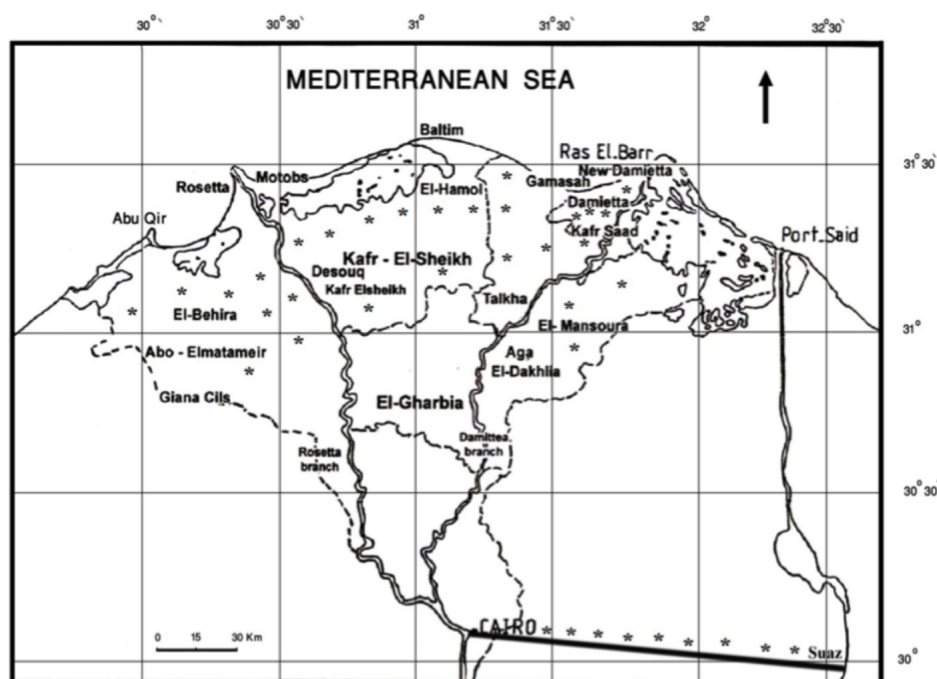 30°' 30° 30' 31° 31° 30' 32° 32° 30'
MEDITERRANEAN SEA
Baltim
Ras El.Barr
31° 30'
New Damietta
Motobs
Gamasah
Rosetta
El-Hamol
Damietta
Abu Qir
Kafr Saad
Port_Said
Kafr - El-Sheikh
Desouq
Kafr Elsheikh
Talkha
El-Behira
El- Mansoura
31°
Abo - Elmatameir
Aga
El-Dakhlia
Giana Cils
El-Gharbia
Damittea
branch
Rosetta
branch
30° 30'
CAIRO
0 15 30 Km
Suaz
30°